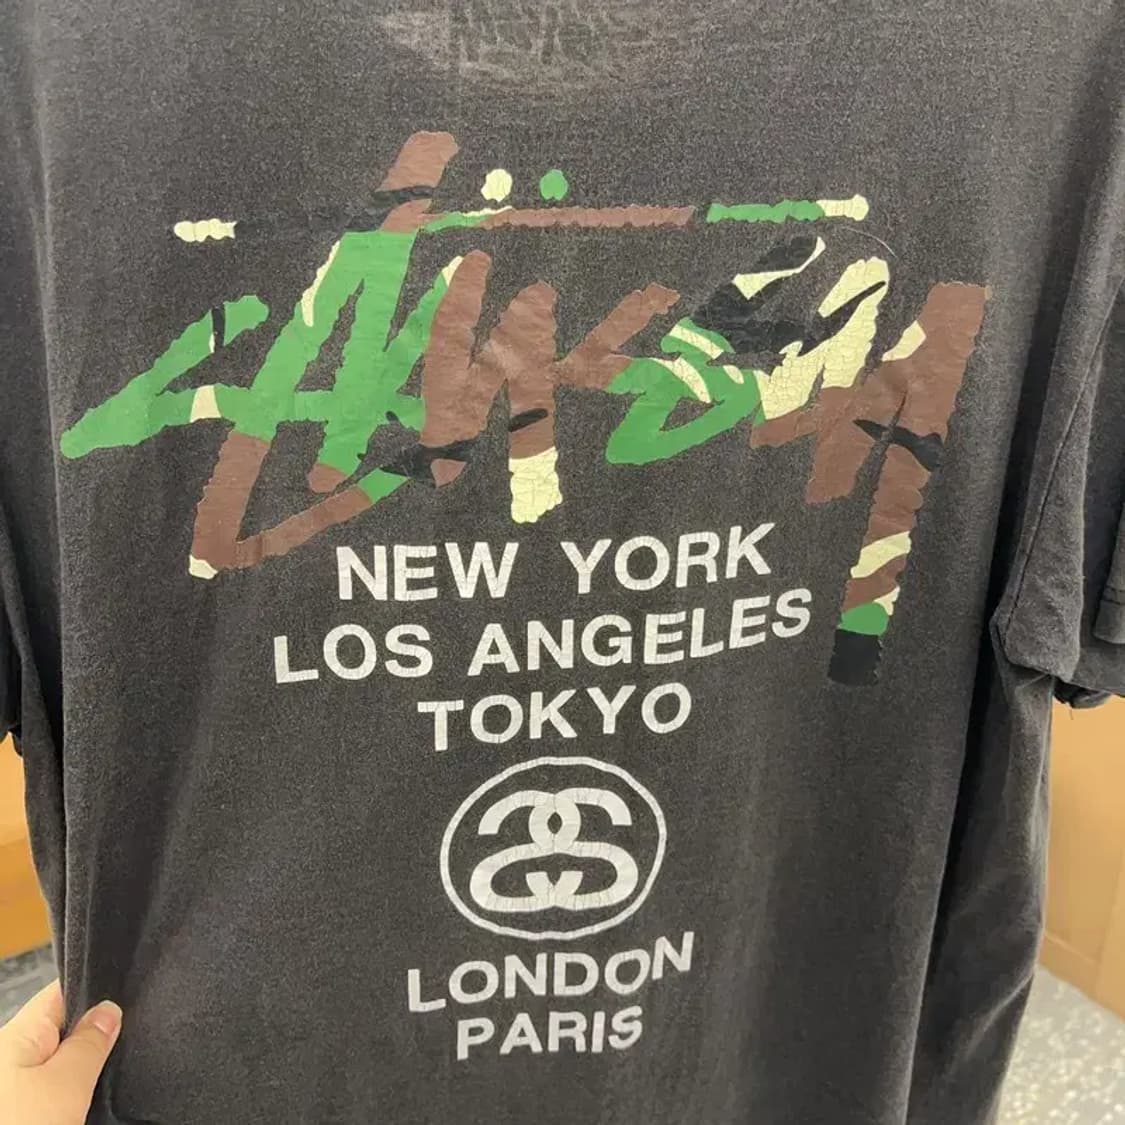 Stüssy
NEW YORK
LOS ANGELES
TOKYO
SS
LONDON
PARIS